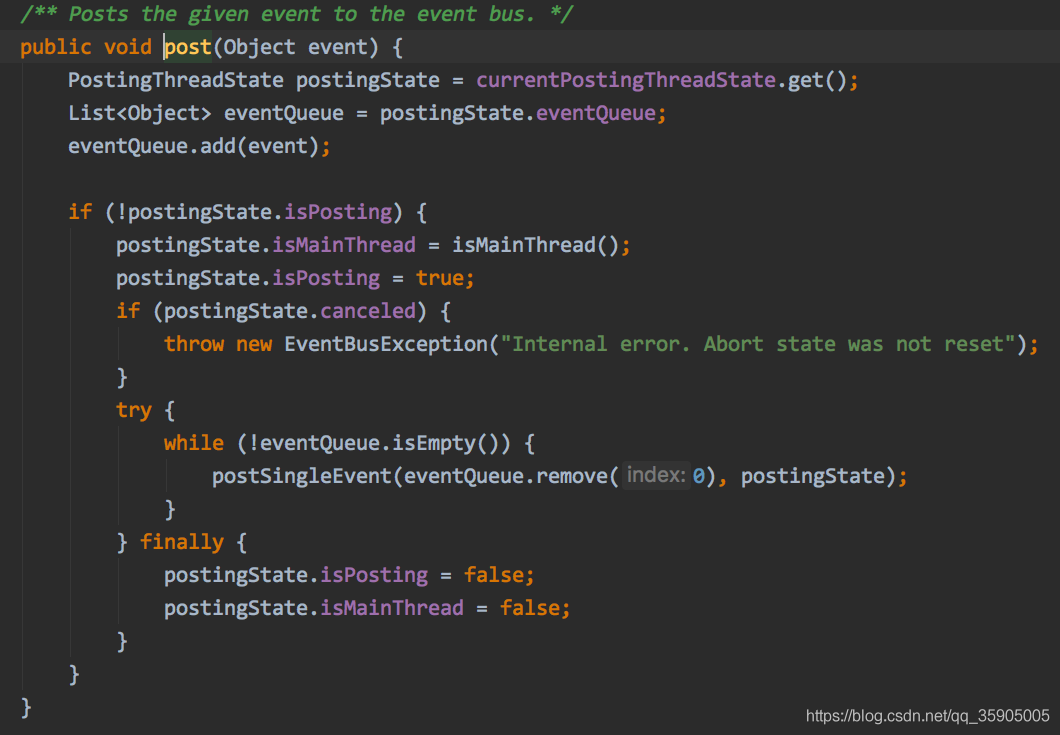 /** Posts the given event to the event bus. */
public void post(Object event) {
    PostingThreadState postingState = currentPostingThreadState.get();
    List<Object> eventQueue = postingState.eventQueue;
    eventQueue.add(event);

    if (!postingState.isPosting) {
        postingState.isMainThread = isMainThread();
        postingState.isPosting = true;
        if (postingState.canceled) {
            throw new EventBusException("Internal error. Abort state was not reset");
        }
        try {
            while (!eventQueue.isEmpty()) {
                postSingleEvent(eventQueue.remove( index: 0), postingState);
            }
        } finally {
            postingState.isPosting = false;
            postingState.isMainThread = false;
        }
    }
}
https://blog.csdn.net/qq_35905005